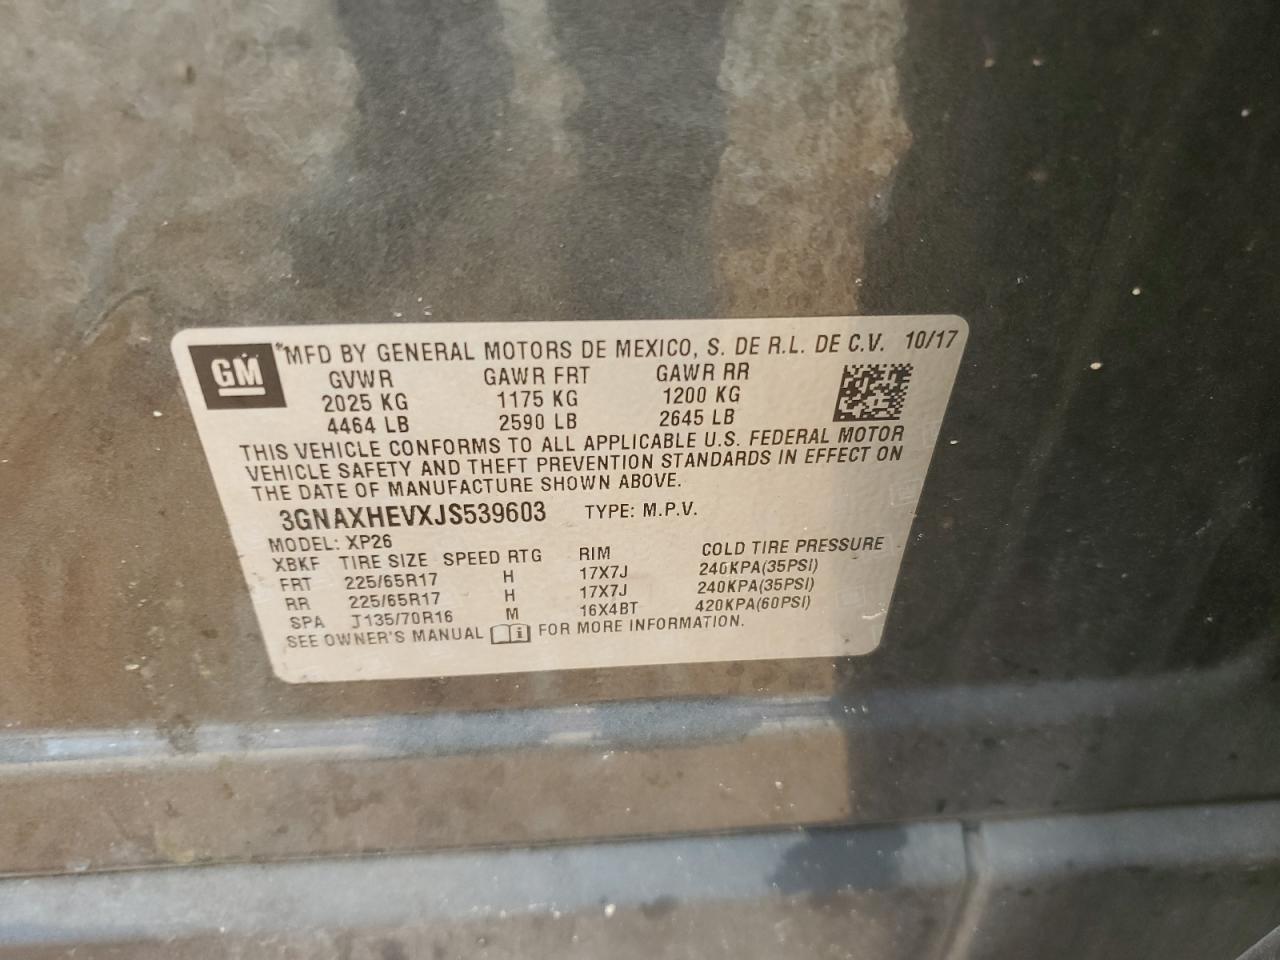 GM
*MFD BY GENERAL MOTORS DE MEXICO, S. DE R.L. DE C.V. 10/17
GVWR GAWR FRT GAWR RR
2025 KG 1175 KG 1200 KG
4464 LB 2590 LB 2645 LB
THIS VEHICLE CONFORMS TO ALL APPLICABLE U.S. FEDERAL MOTOR
VEHICLE SAFETY AND THEFT PREVENTION STANDARDS IN EFFECT ON
THE DATE OF MANUFACTURE SHOWN ABOVE.
3GNAXHEVXJS539603 TYPE: M.P.V.
MODEL: XP26
XBKF TIRE SIZE SPEED RTG RIM COLD TIRE PRESSURE
FRT 225/65R17 H 17X7J 240KPA(35PSI)
RR 225/65R17 H 17X7J 240KPA(35PSI)
SPA T135/70R16 M 16X4BT 420KPA(60PSI)
SEE OWNER'S MANUAL i FOR MORE INFORMATION.